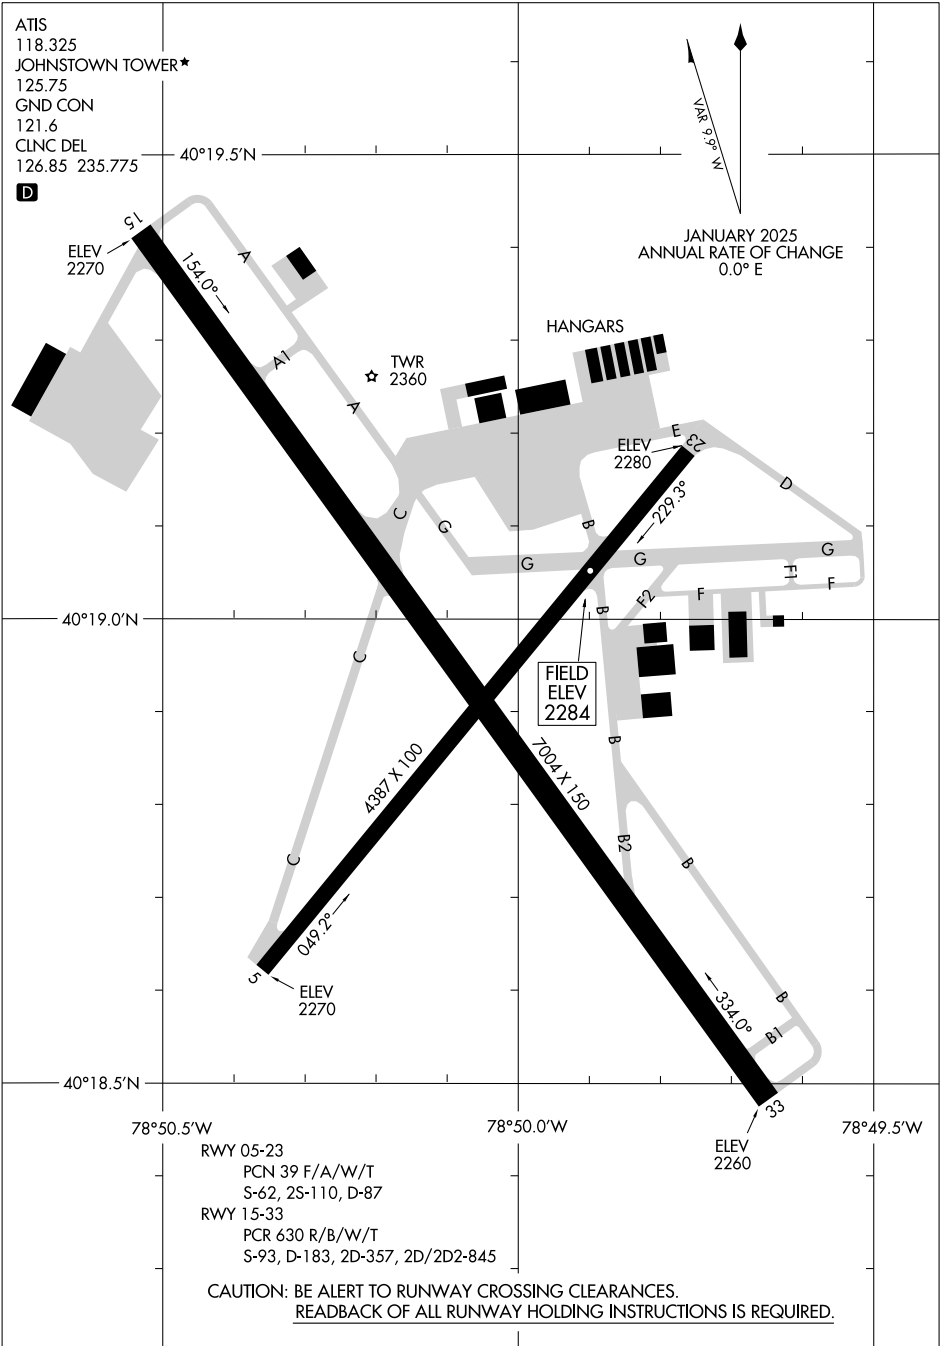 ATIS
118.325
JOHNSTOWN TOWER★
125.75
GND CON
121.6
CLNC DEL
126.85 235.775
D
40°19.5'N
VAR 9.9° W
JANUARY 2025
ANNUAL RATE OF CHANGE
0.0° E
15
ELEV
2270
154.0°
A
A1
A
TWR
2360
HANGARS
E
23
ELEV
2280
229.3°
D
C
G
B
G
G
G
F1
F
F
F2
B
40°19.0'N
C
FIELD
ELEV
2284
B
4387 X 100
7004 X 150
B2
B
C
049.2°
5
ELEV
2270
334.0°
B
B1
33
ELEV
2260
40°18.5'N
78°50.5'W
78°50.0'W
78°49.5'W
RWY 05-23
PCN 39 F/A/W/T
S-62, 2S-110, D-87
RWY 15-33
PCR 630 R/B/W/T
S-93, D-183, 2D-357, 2D/2D2-845
CAUTION: BE ALERT TO RUNWAY CROSSING CLEARANCES.
READBACK OF ALL RUNWAY HOLDING INSTRUCTIONS IS REQUIRED.